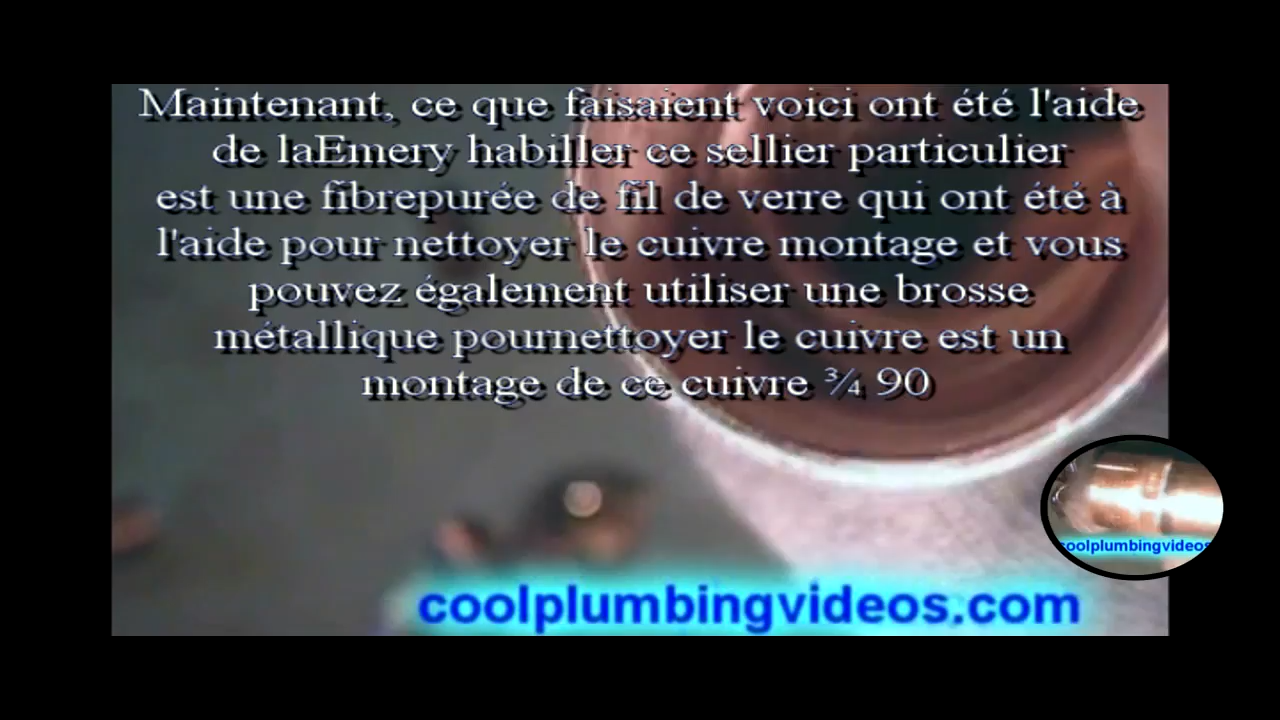 Maintenant, ce que faisaient voici ont été l'aide
de laEmery habiller ce sellier particulier
est une fibrepurée de fil de verre qui ont été à
l'aide pour nettoyer le cuivre montage et vous
pouvez également utiliser une brosse
métallique pournettoyer le cuivre est un
montage de ce cuivre ¾ 90
coolplumbingvideos
coolplumbingvideos.com